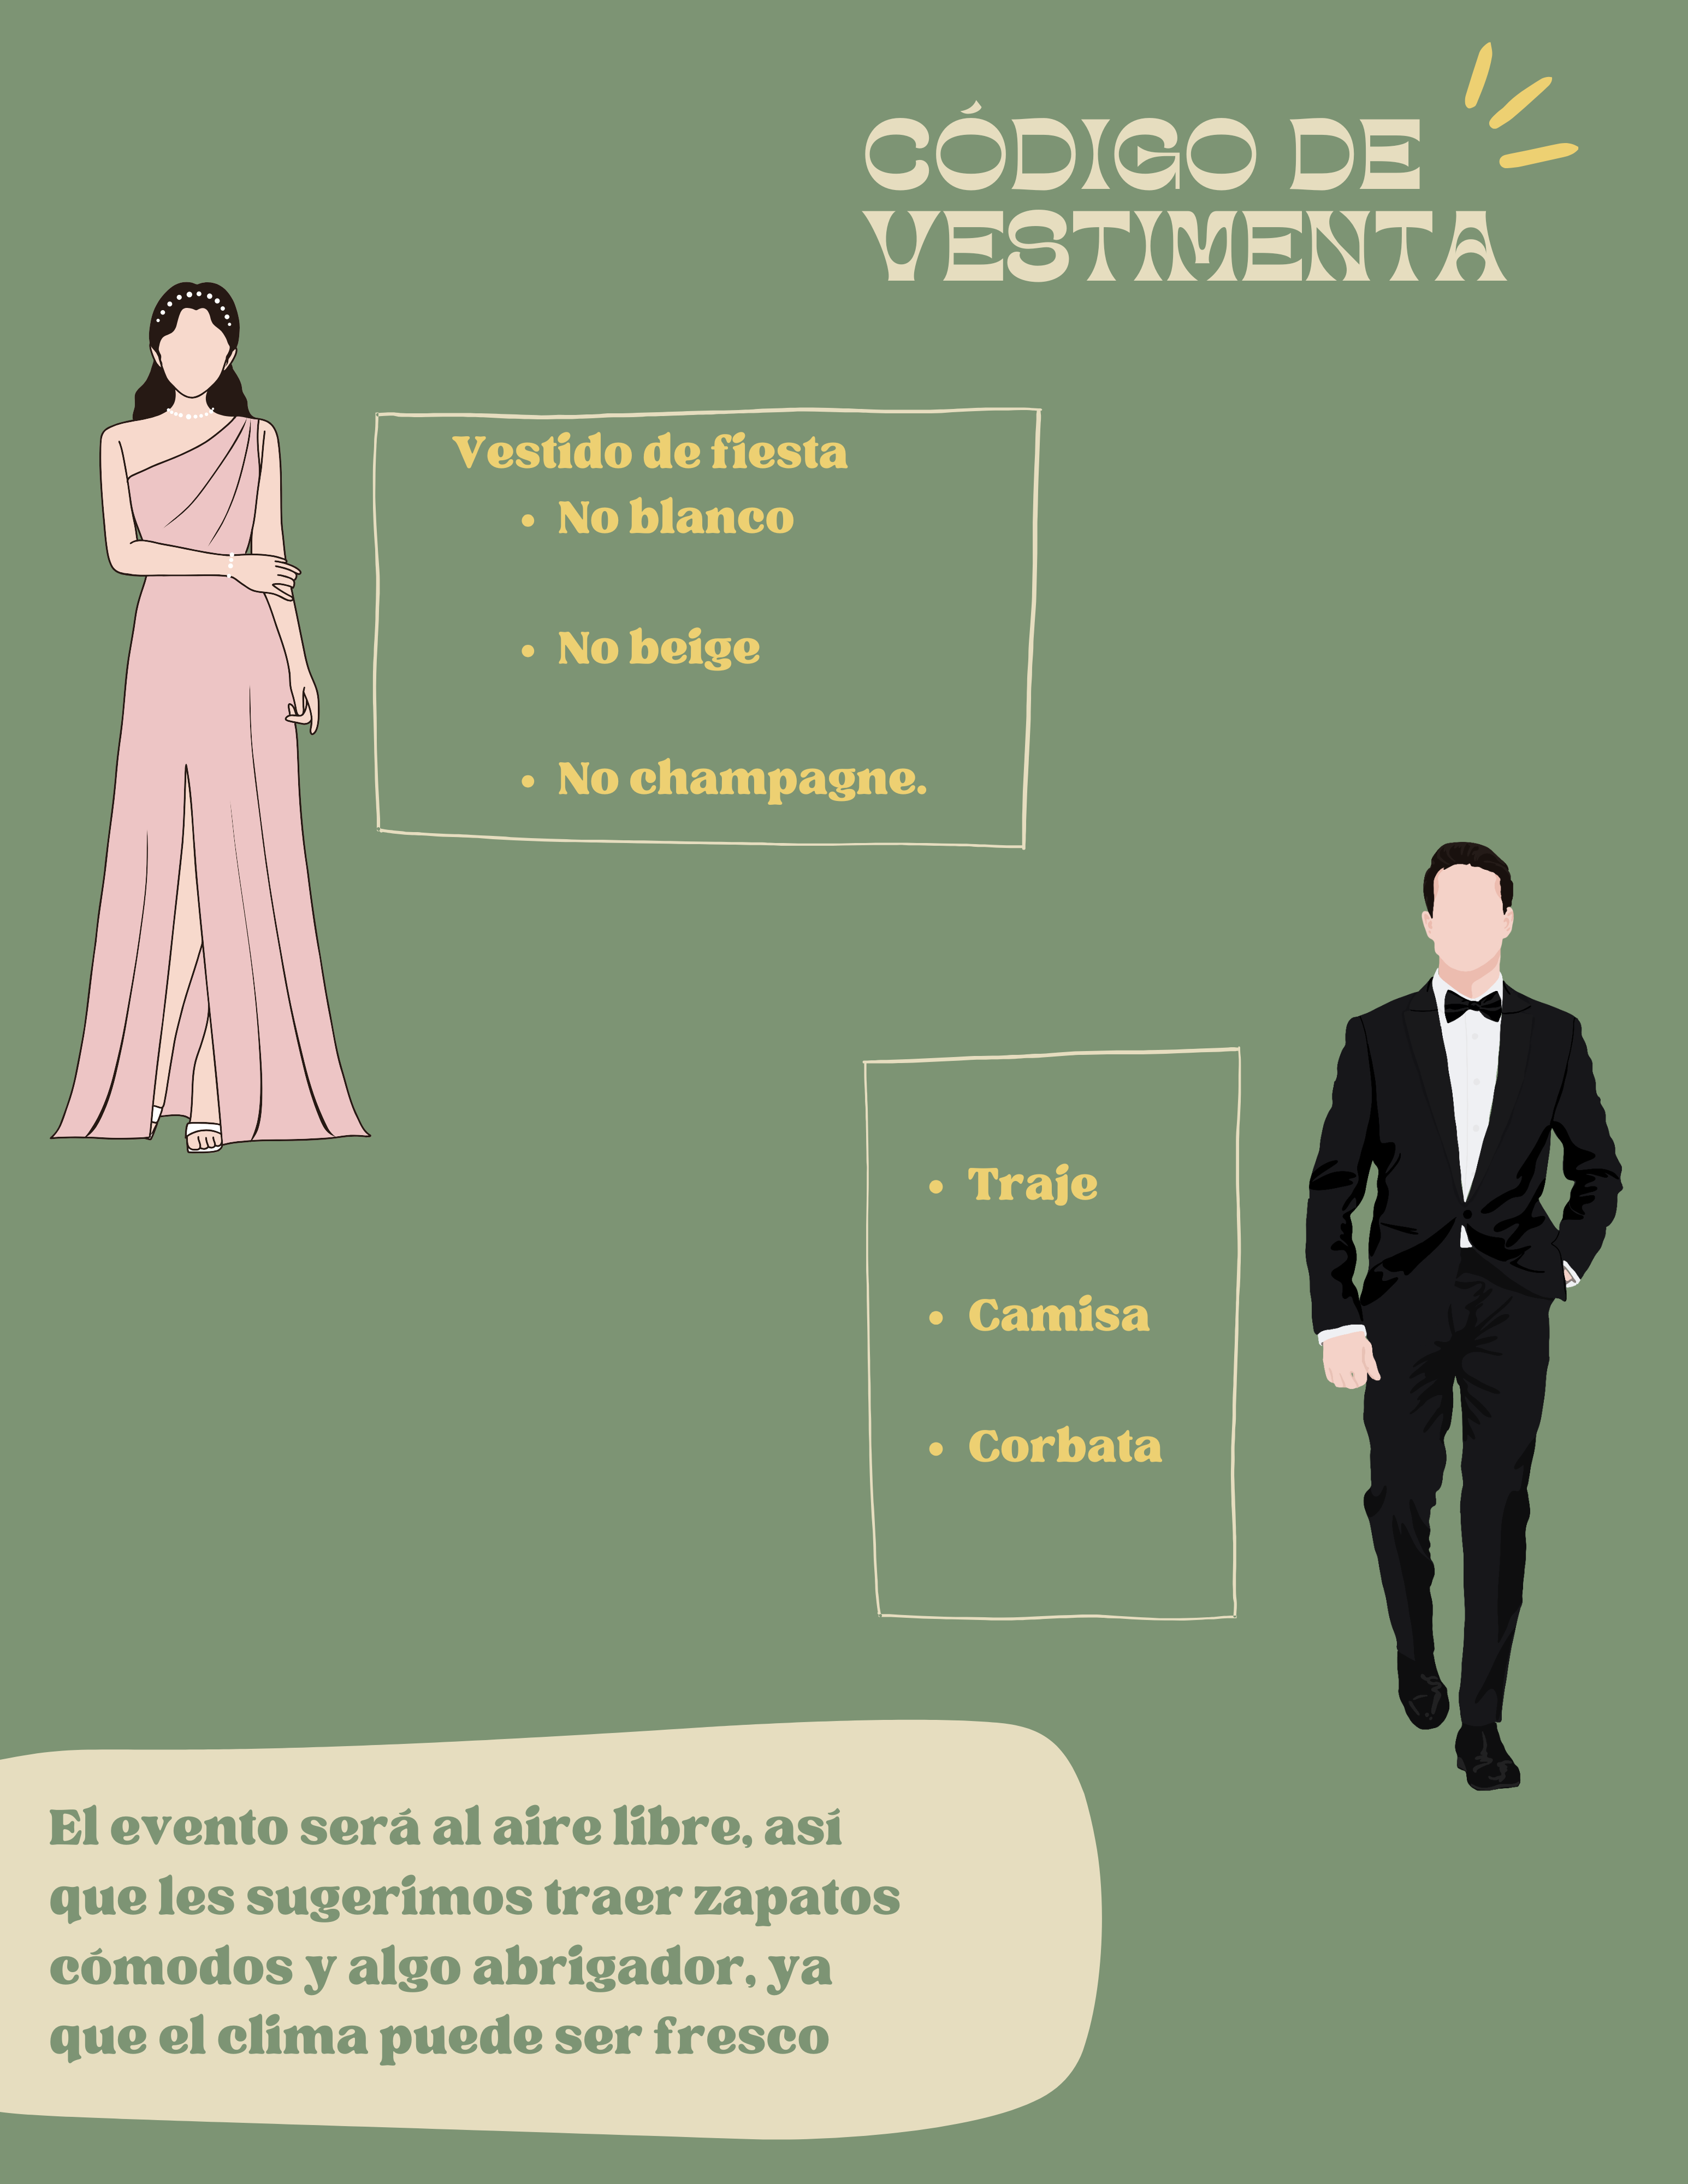 CÓDIGO DE
VESTIMENTA
Vestido de fiesta
• No blanco
• No beige
• No champagne.
• Traje
• Camisa
• Corbata
El evento será al aire libre, así
que les sugerimos traer zapatos
cómodos y algo abrigador, ya
que el clima puede ser fresco